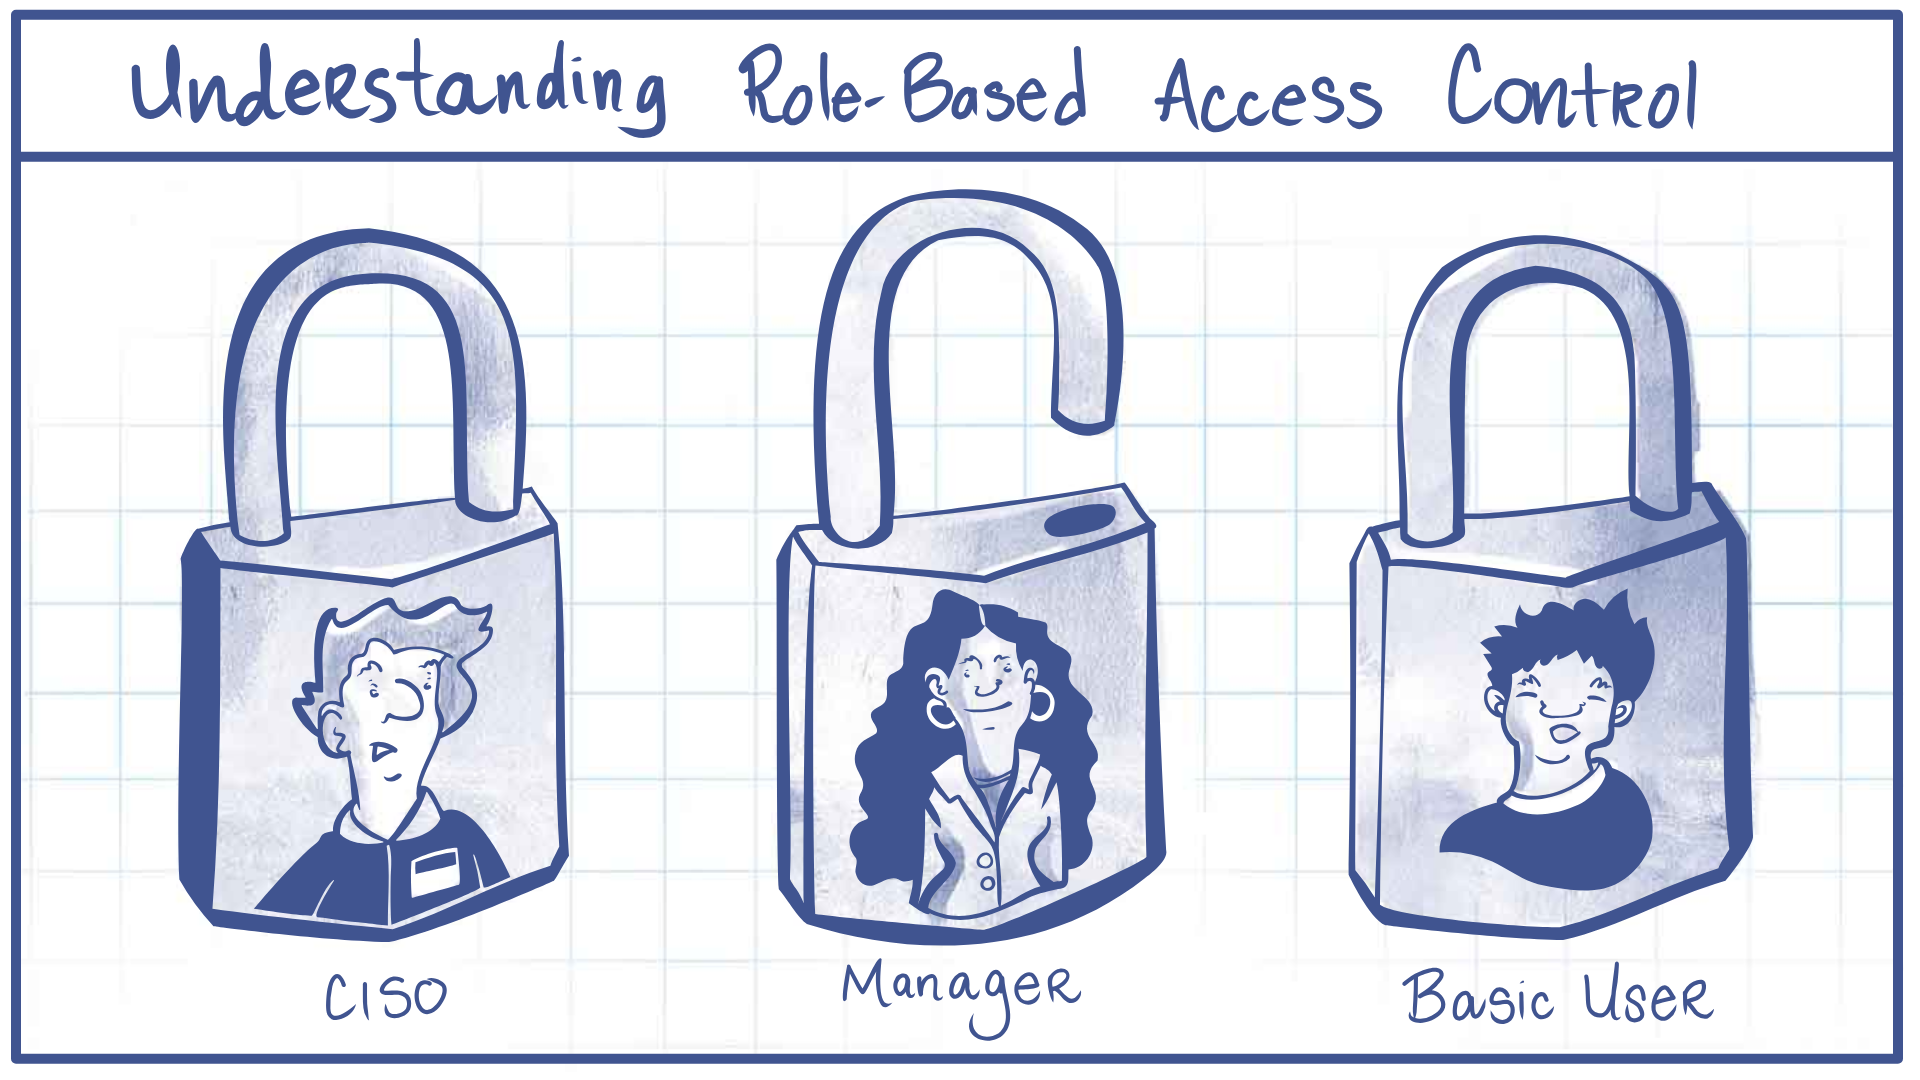 Understanding Role-Based Access Control
CISO
Manager
Basic User